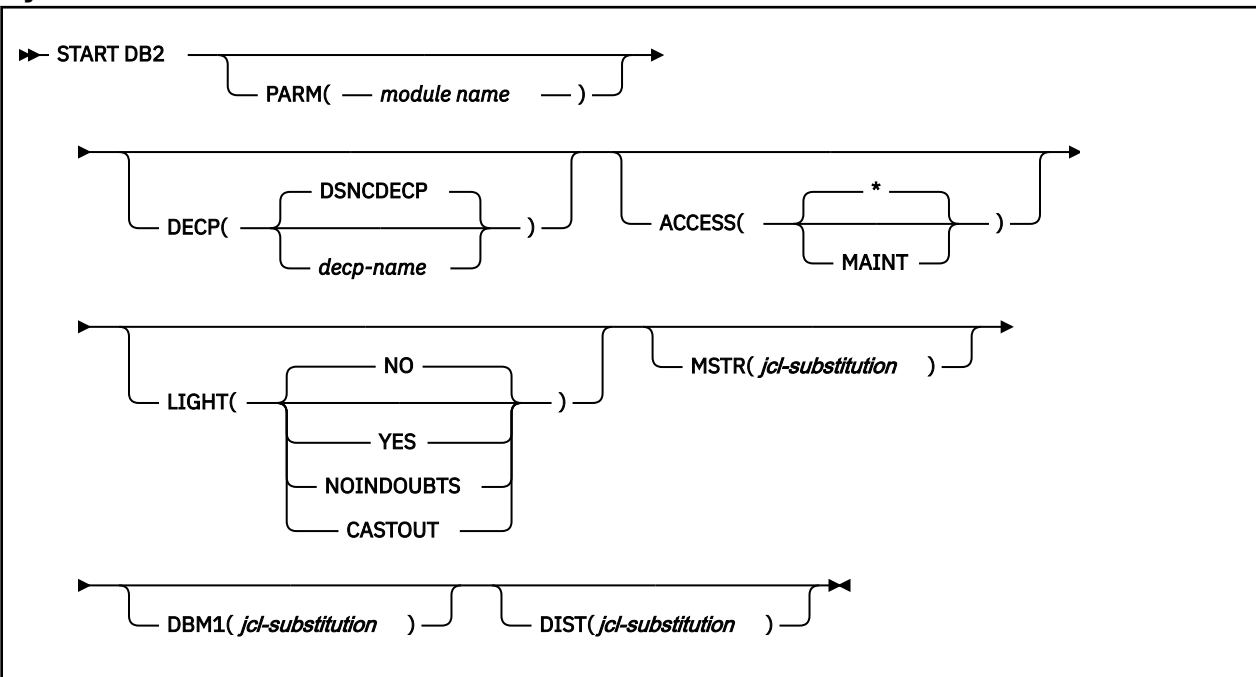 START DB2
PARM( module name )
DSNCDECP
DECP( )
decp-name
*
ACCESS( )
MAINT
NO
LIGHT( )
YES
NOINDOUBTS
CASTOUT
MSTR( jcl-substitution )
DBM1( jcl-substitution )
DIST( jcl-substitution )